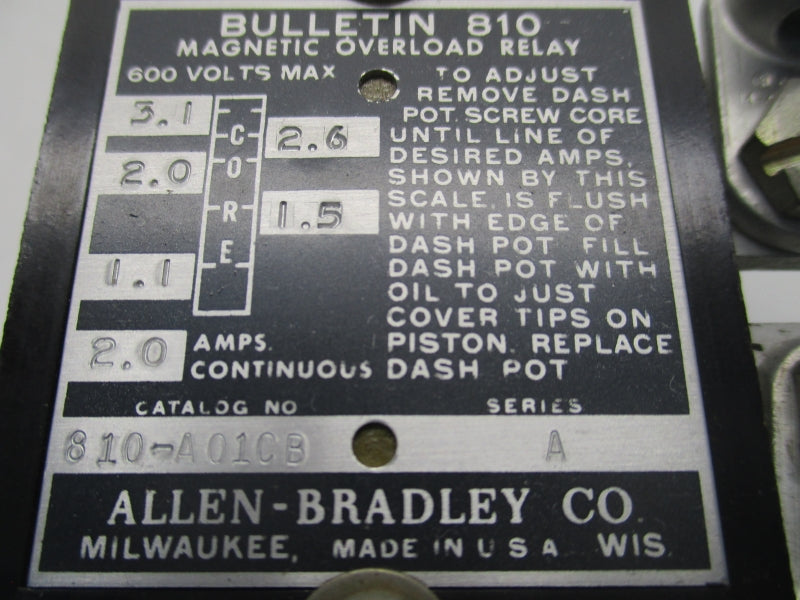 BULLETIN 810
MAGNETIC OVERLOAD RELAY
600 VOLTS MAX
3.1
2.6
2.0
1.5
1.1
CORE
2.0 AMPS.
CONTINUOUS
TO ADJUST
REMOVE DASH
POT. SCREW CORE
UNTIL LINE OF
DESIRED AMPS,
SHOWN BY THIS
SCALE, IS FLUSH
WITH EDGE OF
DASH POT FILL
DASH POT WITH
OIL TO JUST
COVER TIPS ON
PISTON. REPLACE
DASH POT
CATALOG NO SERIES
810-A01CB A
ALLEN-BRADLEY CO.
MILWAUKEE, MADE IN U S A WIS.